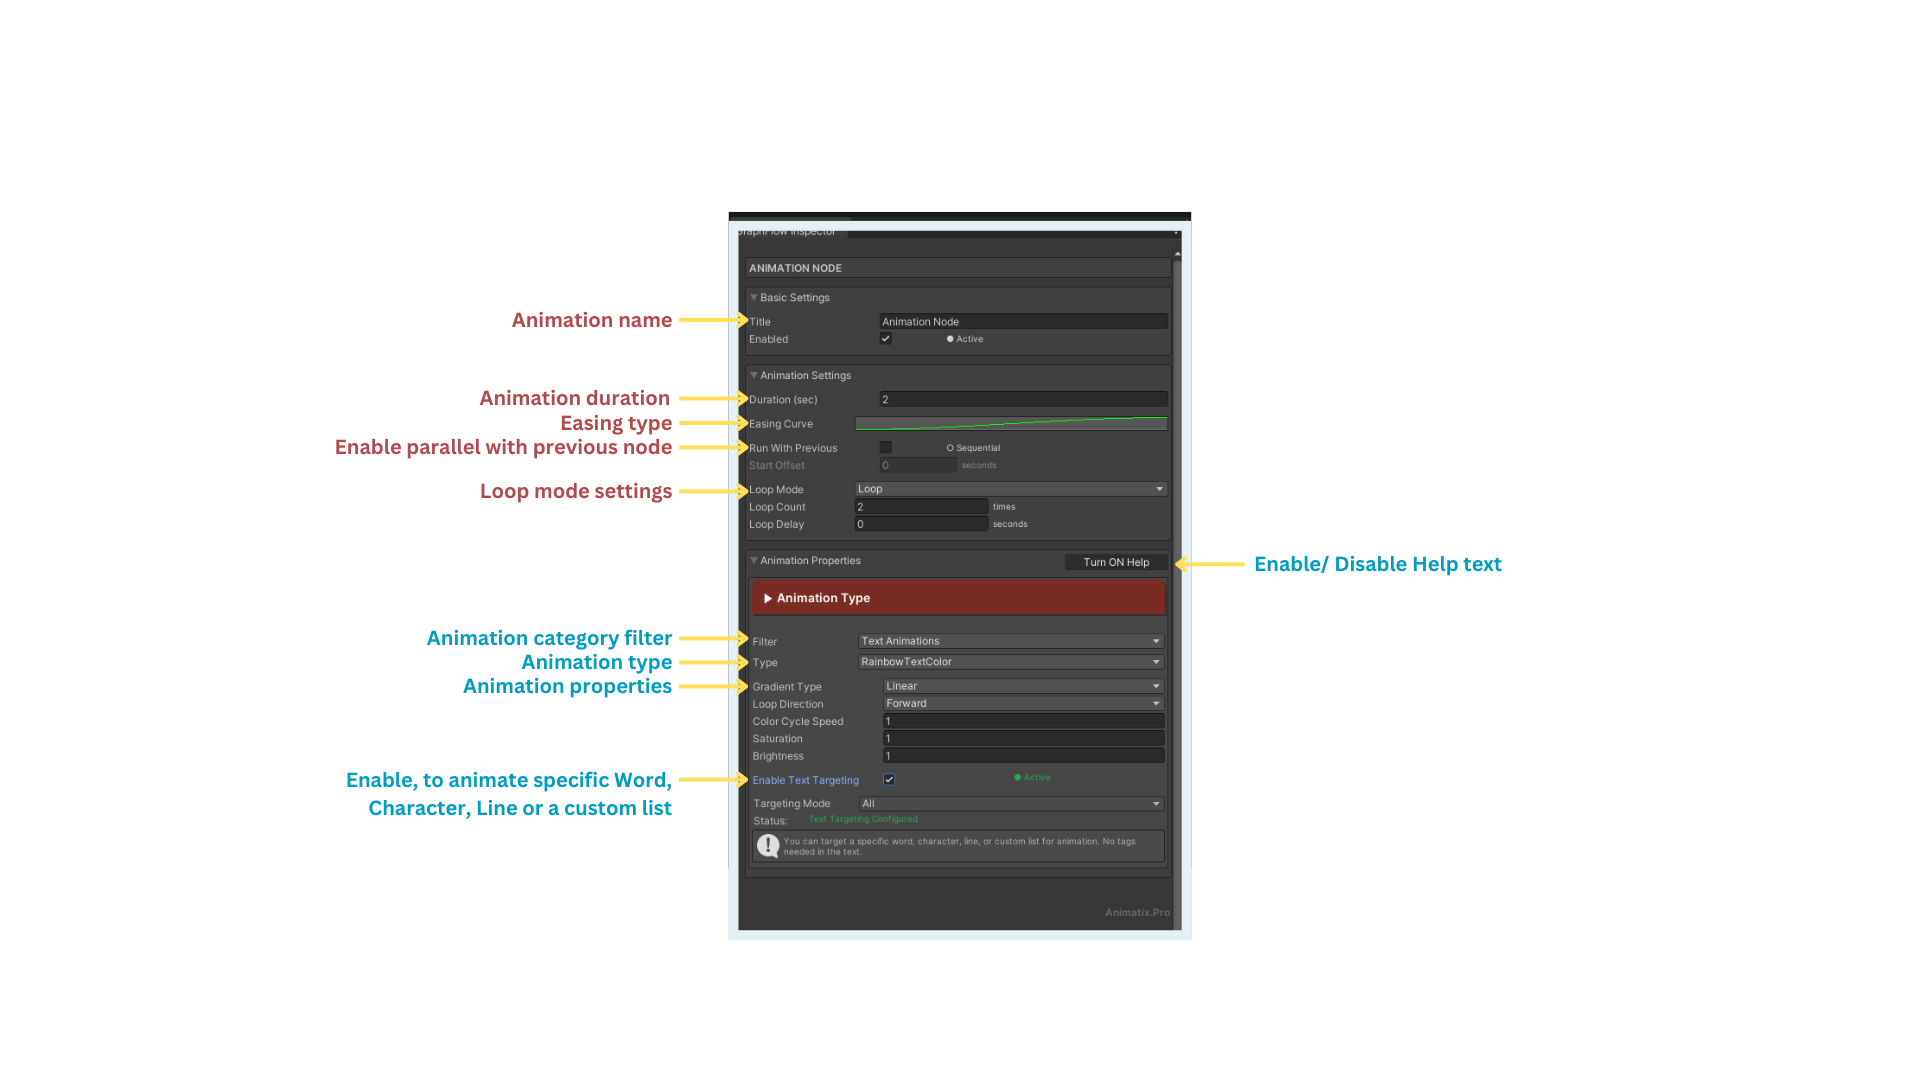 GraphFlow Inspector
ANIMATION NODE
Basic Settings
Animation name
Title
Animation Node
Enabled
Active
Animation Settings
Animation duration
Duration (sec)
2
Easing type
Easing Curve
Enable parallel with previous node
Run With Previous
Sequential
Start Offset
0
seconds
Loop mode settings
Loop Mode
Loop
Loop Count
2
times
Loop Delay
0
seconds
Animation Properties
Turn ON Help
Enable/ Disable Help text
Animation Type
Animation category filter
Filter
Text Animations
Animation type
Type
RainbowTextColor
Animation properties
Gradient Type
Linear
Loop Direction
Forward
Color Cycle Speed
1
Saturation
1
Brightness
1
Enable, to animate specific Word,
Character, Line or a custom list
Enable Text Targeting
Active
Targeting Mode
All
Status:
Text Targeting Configured
You can target a specific word, character, line, or custom list for animation. No tags
needed in the text.
Animatix.Pro